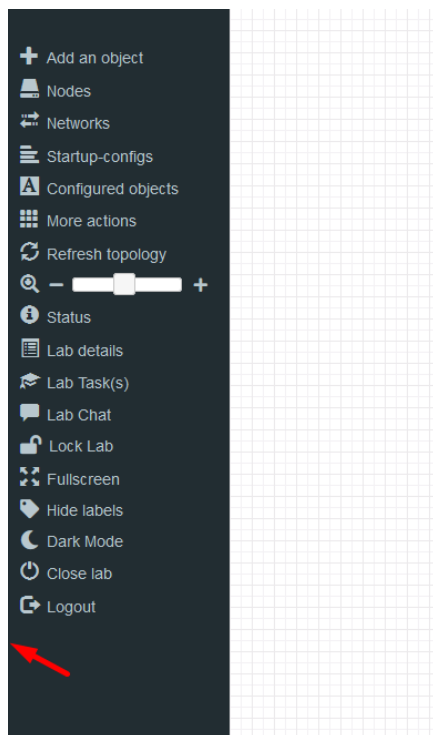 Add an object
Nodes
Networks
Startup-configs
Configured objects
More actions
Refresh topology
Status
Lab details
Lab Task(s)
Lab Chat
Lock Lab
Fullscreen
Hide labels
Dark Mode
Close lab
Logout